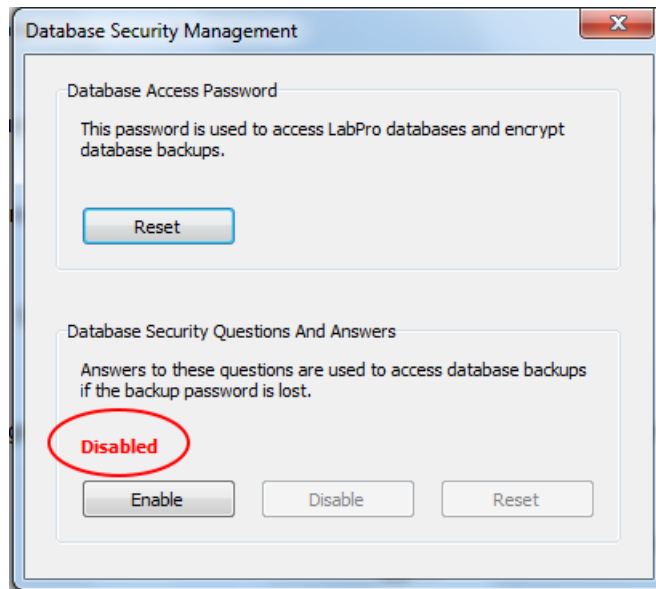 Database Security Management
Database Access Password
This password is used to access LabPro databases and encrypt
database backups.
Reset
Database Security Questions And Answers
Answers to these questions are used to access database backups
if the backup password is lost.
Disabled
Enable Disable Reset